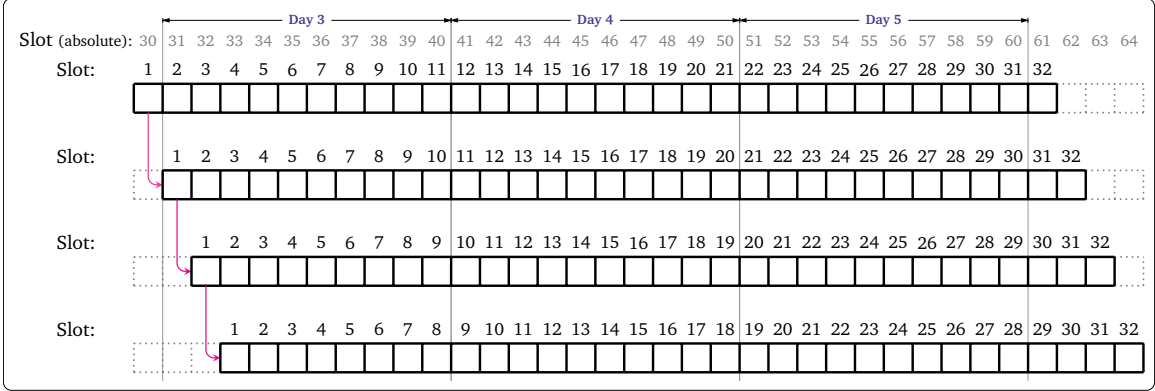 Day 3 Day 4 Day 5
Slot (absolute): 30 31 32 33 34 35 36 37 38 39 40 41 42 43 44 45 46 47 48 49 50 51 52 53 54 55 56 57 58 59 60 61 62 63 64
Slot: 1 2 3 4 5 6 7 8 9 10 11 12 13 14 15 16 17 18 19 20 21 22 23 24 25 26 27 28 29 30 31 32
Slot: 1 2 3 4 5 6 7 8 9 10 11 12 13 14 15 16 17 18 19 20 21 22 23 24 25 26 27 28 29 30 31 32
Slot: 1 2 3 4 5 6 7 8 9 10 11 12 13 14 15 16 17 18 19 20 21 22 23 24 25 26 27 28 29 30 31 32
Slot: 1 2 3 4 5 6 7 8 9 10 11 12 13 14 15 16 17 18 19 20 21 22 23 24 25 26 27 28 29 30 31 32